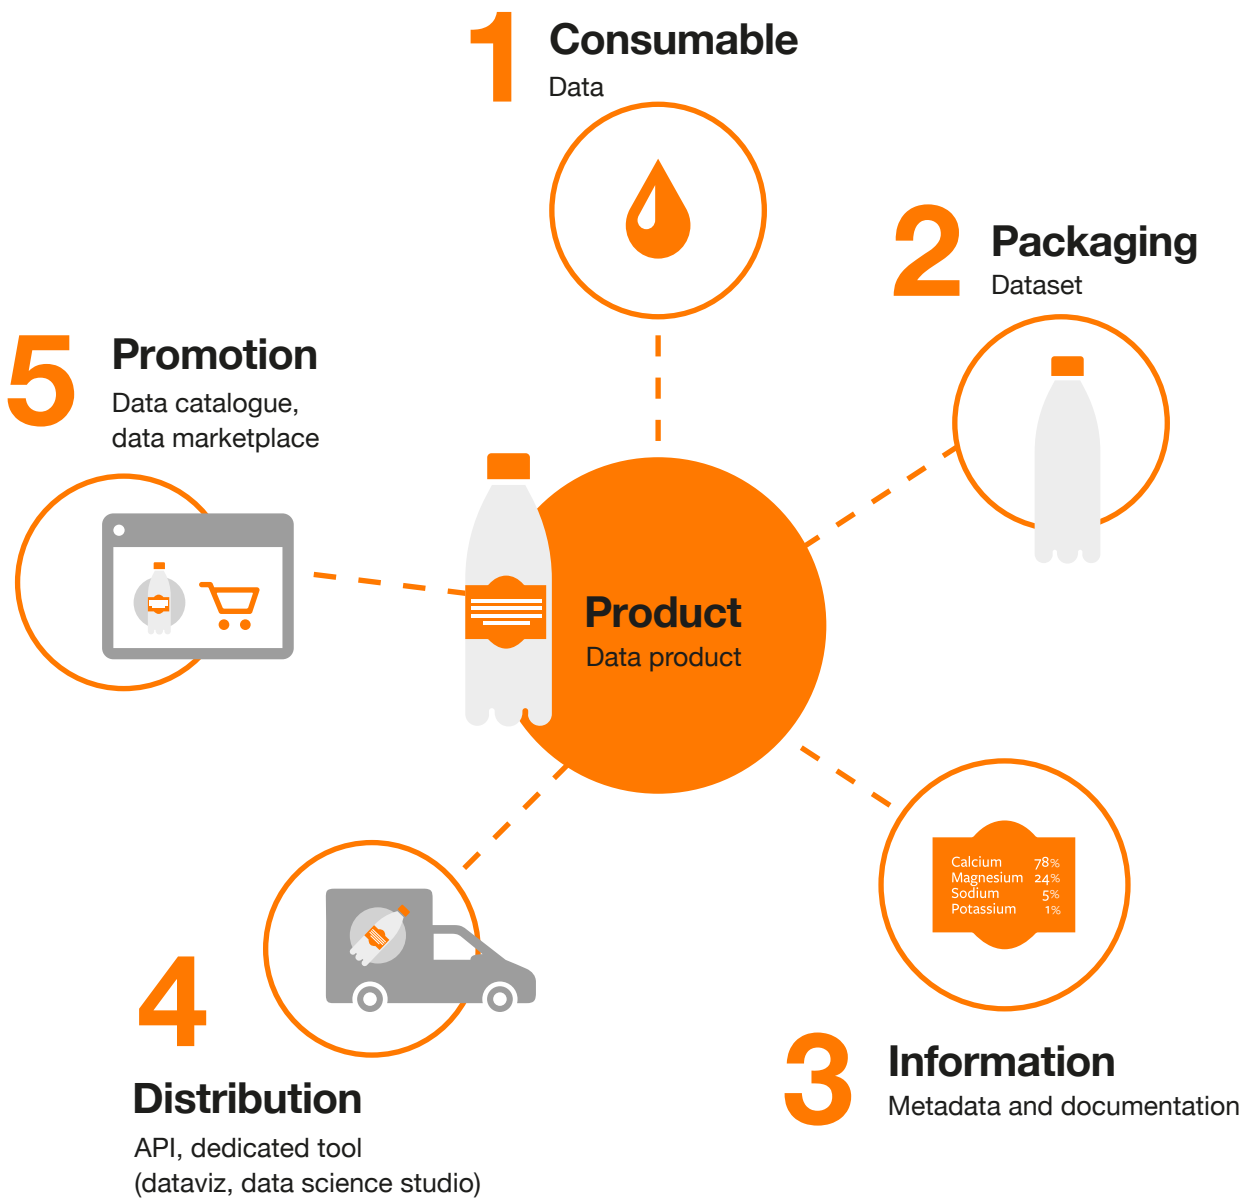 1
Consumable
Data
2
Packaging
Dataset
5
Promotion
Data catalogue,
data marketplace
Product
Data product
Calcium 78%
Magnesium 24%
Sodium 5%
Potassium 1%
3
Information
Metadata and documentation
4
Distribution
API, dedicated tool
(dataviz, data science studio)